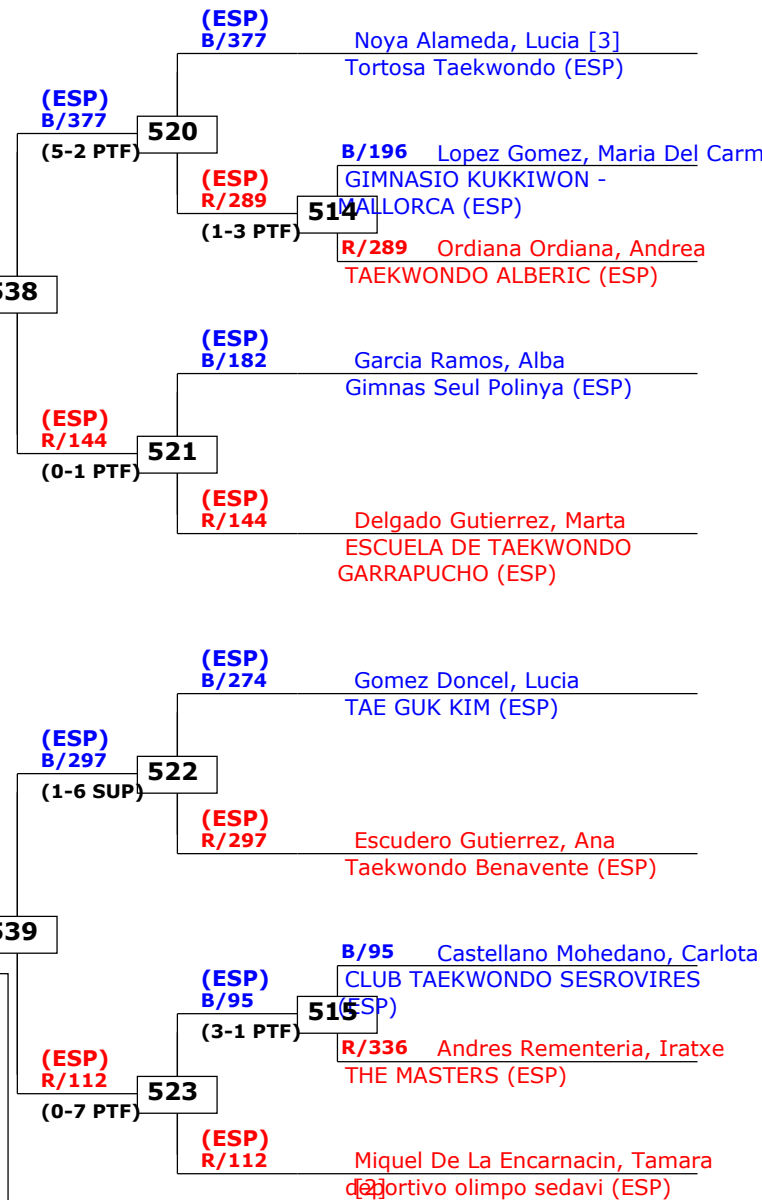 (ESP)
B/377 Noya Alameda, Lucia [3]
Tortosa Taekwondo (ESP)
(ESP)
B/377
520
(5-2 PTF)
B/196 Lopez Gomez, Maria Del Carm
(ESP)
R/289
GIMNASIO KUKKIWON -
514
MALLORCA (ESP)
(1-3 PTF)
R/289 Ordiana Ordiana, Andrea
TAEKWONDO ALBERIC (ESP)
538
(ESP)
B/182 Garcia Ramos, Alba
Gimnas Seul Polinya (ESP)
(ESP)
R/144
521
(0-1 PTF)
(ESP)
R/144 Delgado Gutierrez, Marta
ESCUELA DE TAEKWONDO
GARRAPUCHO (ESP)
(ESP)
B/274 Gomez Doncel, Lucia
TAE GUK KIM (ESP)
(ESP)
B/297
522
(1-6 SUP)
(ESP)
R/297 Escudero Gutierrez, Ana
Taekwondo Benavente (ESP)
539
B/95 Castellano Mohedano, Carlota
(ESP)
B/95
CLUB TAEKWONDO SESROVIRES
515
(ESP)
(3-1 PTF)
R/336 Andres Rementeria, Iratxe
THE MASTERS (ESP)
(ESP)
R/112
523
(0-7 PTF)
(ESP)
R/112 Miquel De La Encarnacin, Tamara
[2]
deportivo olimpo sedavi (ESP)